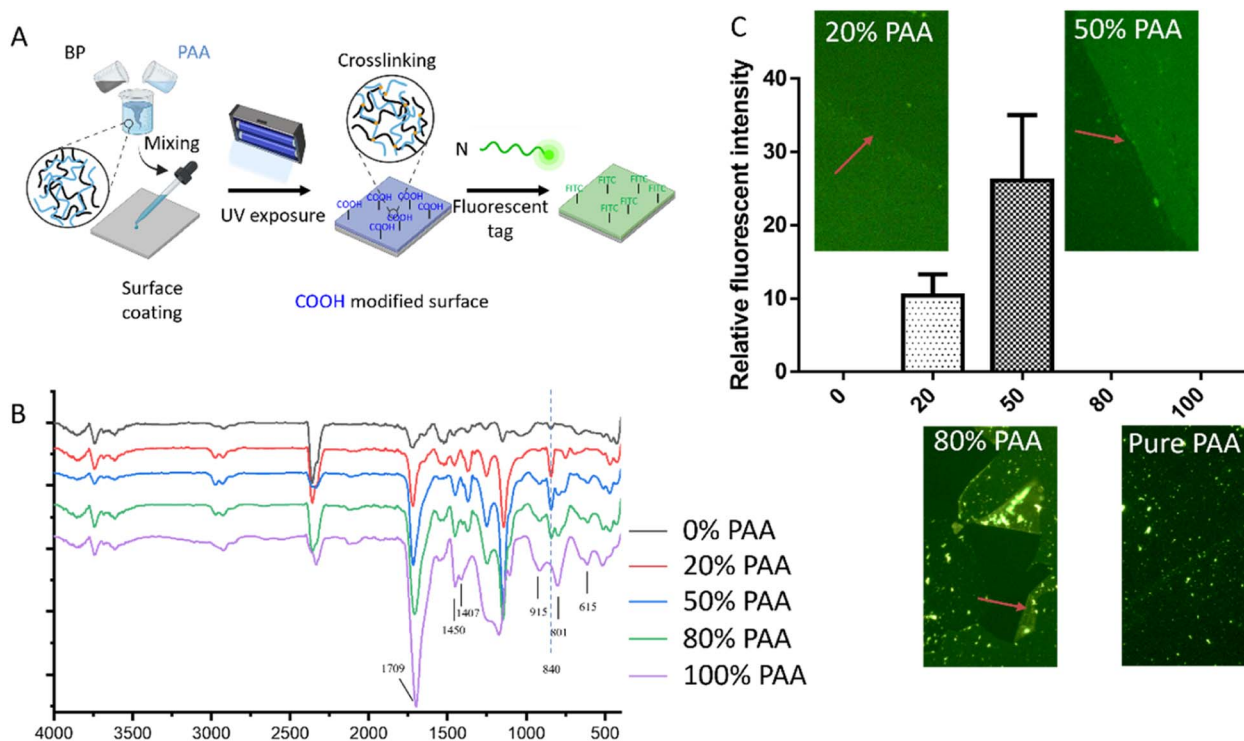 A
BP
PAA
Mixing
Surface
coating
UV exposure
Crosslinking
COOH
COOH
COOH
COOH
COOH
COOH
COOH modified surface
N
Fluorescent
tag
FITC
FITC
FITC
FITC
FITC
FITC
B
1709
1450
1407
915
801
840
615
4000
3500
3000
2500
2000
1500
1000
500
0% PAA
20% PAA
50% PAA
80% PAA
100% PAA
C
Relative fluorescent intensity
40
30
20
10
0
0
20
50
80
100
20% PAA
50% PAA
80% PAA
Pure PAA